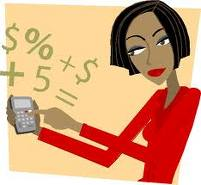 $ % + $
+ 5 =